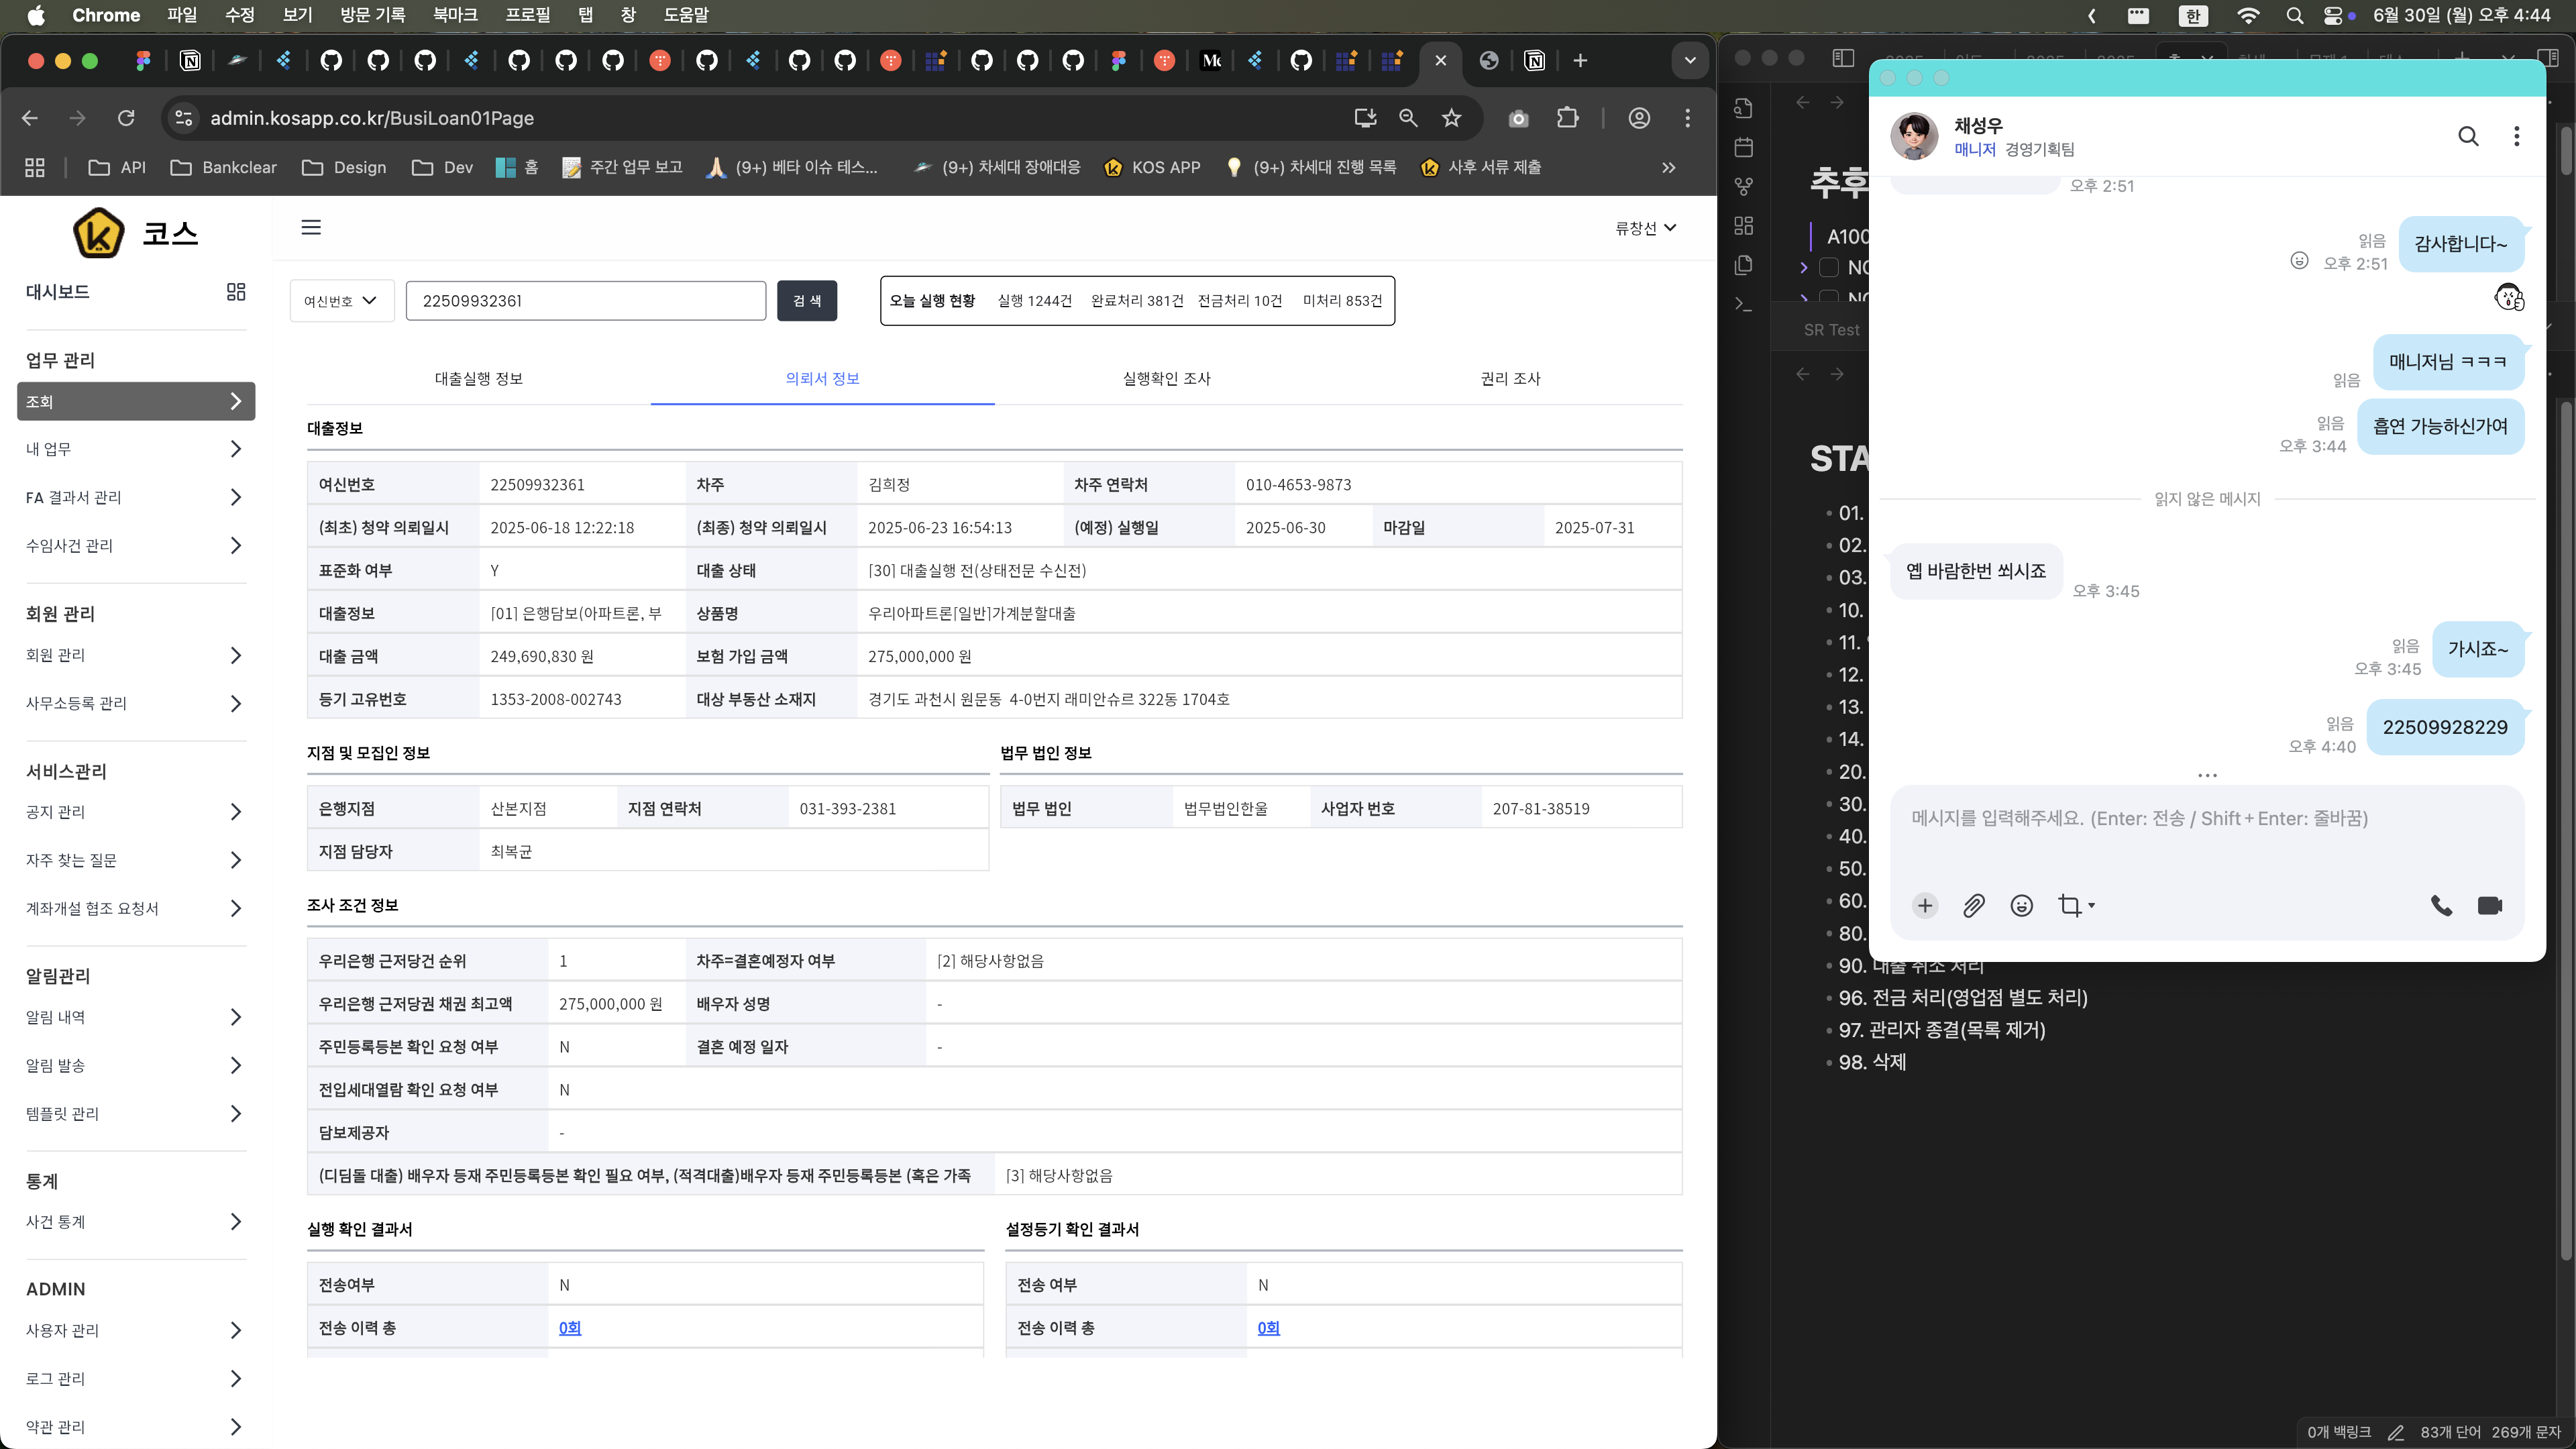 Chrome 파일 수정 보기 방문 기록 북마크 프로필 탭 창 도움말
한 6월 30일 (월) 오후 4:44
admin.kosapp.co.kr/BusiLoan01Page
API Bankclear Design Dev 홈 주간 업무 보고 (9+) 베타 이슈 테스... (9+) 차세대 장애대응 KOS APP (9+) 차세대 진행 목록 사후 서류 제출
코스
대시보드
업무 관리
조회
내 업무
FA 결과서 관리
수임사건 관리
회원 관리
회원 관리
사무소등록 관리
서비스관리
공지 관리
자주 찾는 질문
계좌개설 협조 요청서
알림관리
알림 내역
알림 발송
템플릿 관리
통계
사건 통계
ADMIN
사용자 관리
로그 관리
약관 관리
류창선
여신번호 22509932361 검 색
오늘 실행 현황 실행 1244건 완료처리 381건 전금처리 10건 미처리 853건
대출실행 정보 의뢰서 정보 실행확인 조사 권리 조사
대출정보
여신번호 22509932361 차주 김희정 차주 연락처 010-4653-9873
(최초) 청약 의뢰일시 2025-06-18 12:22:18 (최종) 청약 의뢰일시 2025-06-23 16:54:13 (예정) 실행일 2025-06-30 마감일 2025-07-31
표준화 여부 Y 대출 상태 [30] 대출실행 전(상태전문 수신전)
대출정보 [01] 은행담보(아파트론, 부 상품명 우리아파트론[일반]가계분할대출
대출 금액 249,690,830 원 보험 가입 금액 275,000,000 원
등기 고유번호 1353-2008-002743 대상 부동산 소재지 경기도 과천시 원문동 4-0번지 래미안슈르 322동 1704호
지점 및 모집인 정보
은행지점 산본지점 지점 연락처 031-393-2381
지점 담당자 최복균
법무 법인 정보
법무 법인 법무법인한울 사업자 번호 207-81-38519
조사 조건 정보
우리은행 근저당건 순위 1 차주=결혼예정자 여부 [2] 해당사항없음
우리은행 근저당권 채권 최고액 275,000,000 원 배우자 성명 -
주민등록등본 확인 요청 여부 N 결혼 예정 일자 -
전입세대열람 확인 요청 여부 N
담보제공자 -
(디딤돌 대출) 배우자 등재 주민등록등본 확인 필요 여부, (적격대출)배우자 등재 주민등록등본 (혹은 가족 [3] 해당사항없음
실행 확인 결과서
전송여부 N
전송 이력 총 0회
설정등기 확인 결과서
전송 여부 N
전송 이력 총 0회
추후
A100
SR Test
STA
01.
02.
03.
10.
11.
12.
13.
14.
20.
30.
40.
50.
60.
80.
90. 대출 취소 처리
96. 전금 처리(영업점 별도 처리)
97. 관리자 종결(목록 제거)
98. 삭제
0개 백링크 83개 단어 269개 문자
채성우
매니저 경영기획팀
오후 2:51
감사합니다~
읽음
오후 2:51
매니저님 ㅋㅋㅋ
읽음
흡연 가능하신가여
읽음
오후 3:44
읽지 않은 메시지
옙 바람한번 쐬시죠
오후 3:45
가시죠~
읽음
오후 3:45
22509928229
읽음
오후 4:40
메시지를 입력해주세요. (Enter: 전송 / Shift+Enter: 줄바꿈)